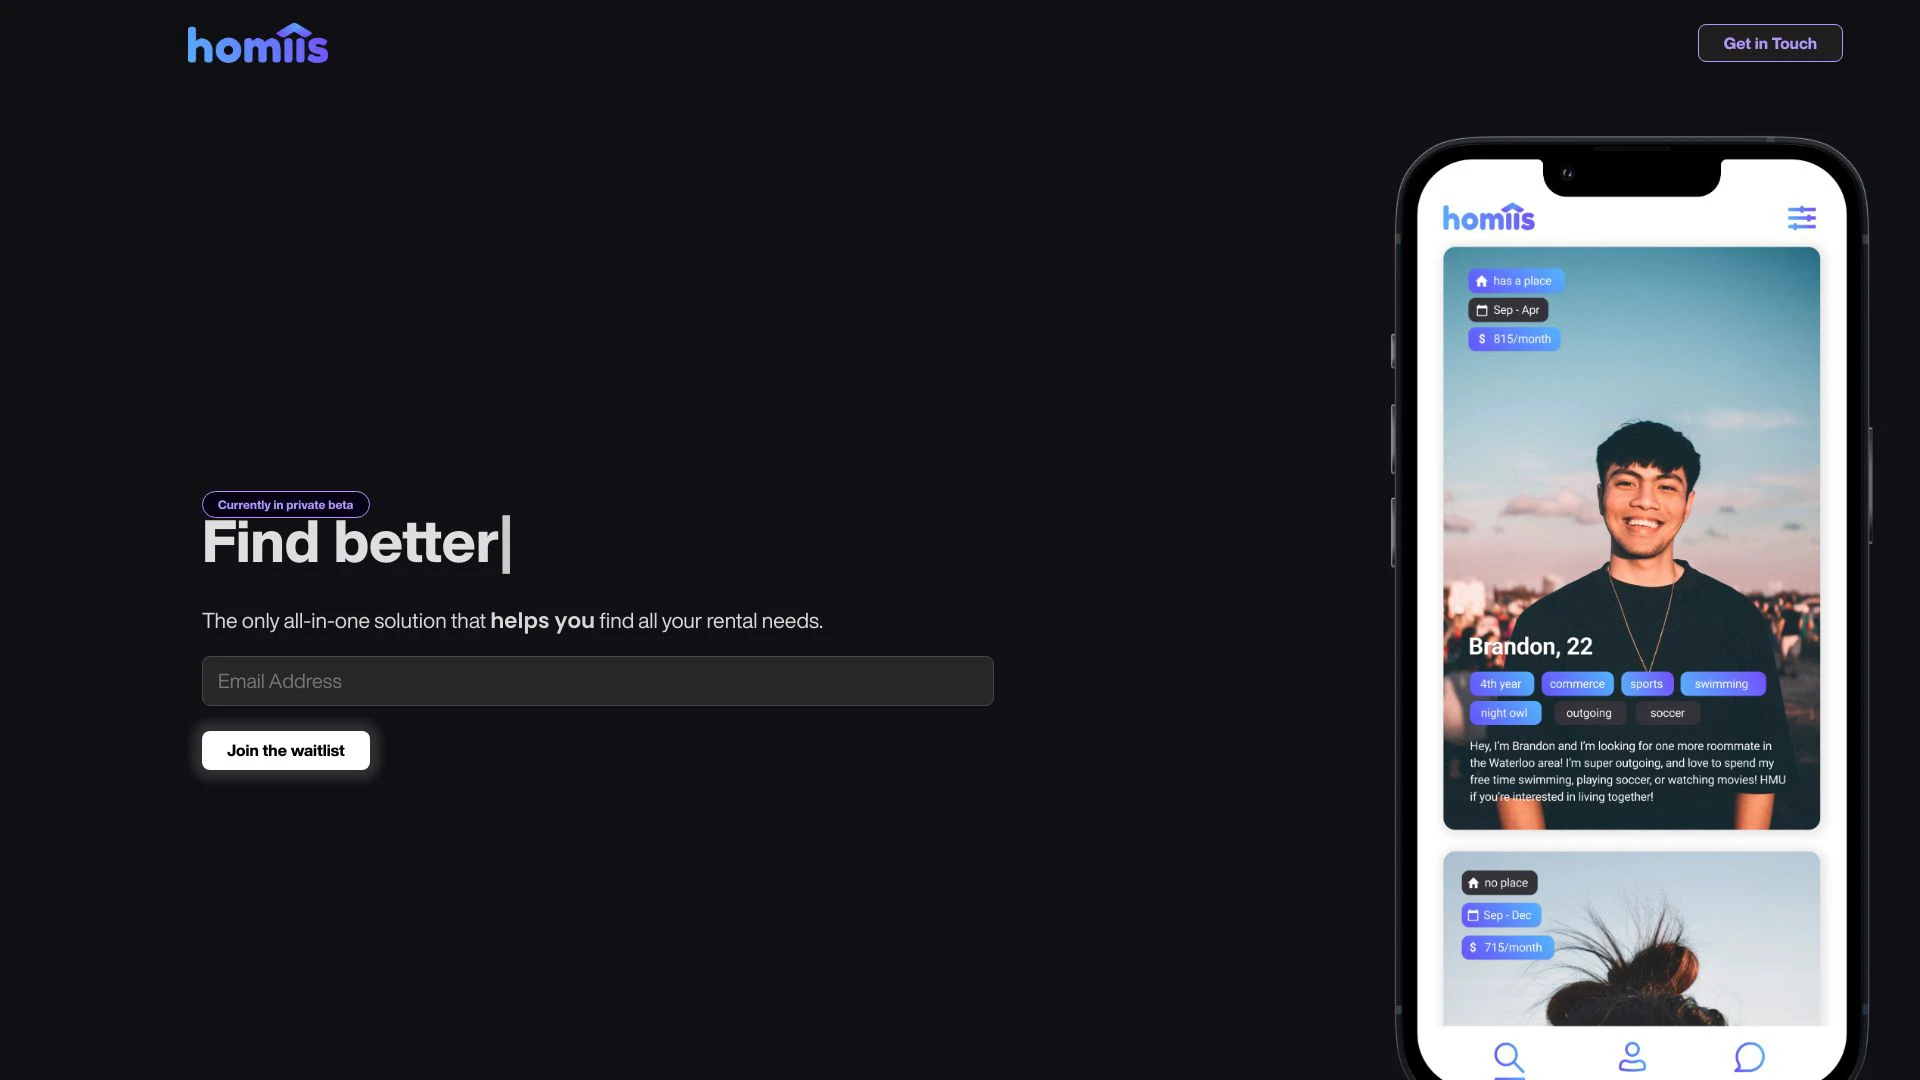 homiis
Get in Touch
Currently in private beta
Find better
The only all-in-one solution that helps you find all your rental needs.
Email Address
Join the waitlist
homiis
has a place
Sep - Apr
$ 815/month
Brandon, 22
4th year commerce sports swimming
night owl outgoing soccer
Hey, I'm Brandon and I'm looking for one more roommate in
the Waterloo area! I'm super outgoing, and love to spend my
free time swimming, playing soccer, or watching movies! HMU
if you're interested in living together!
no place
Sep - Dec
$ 715/month